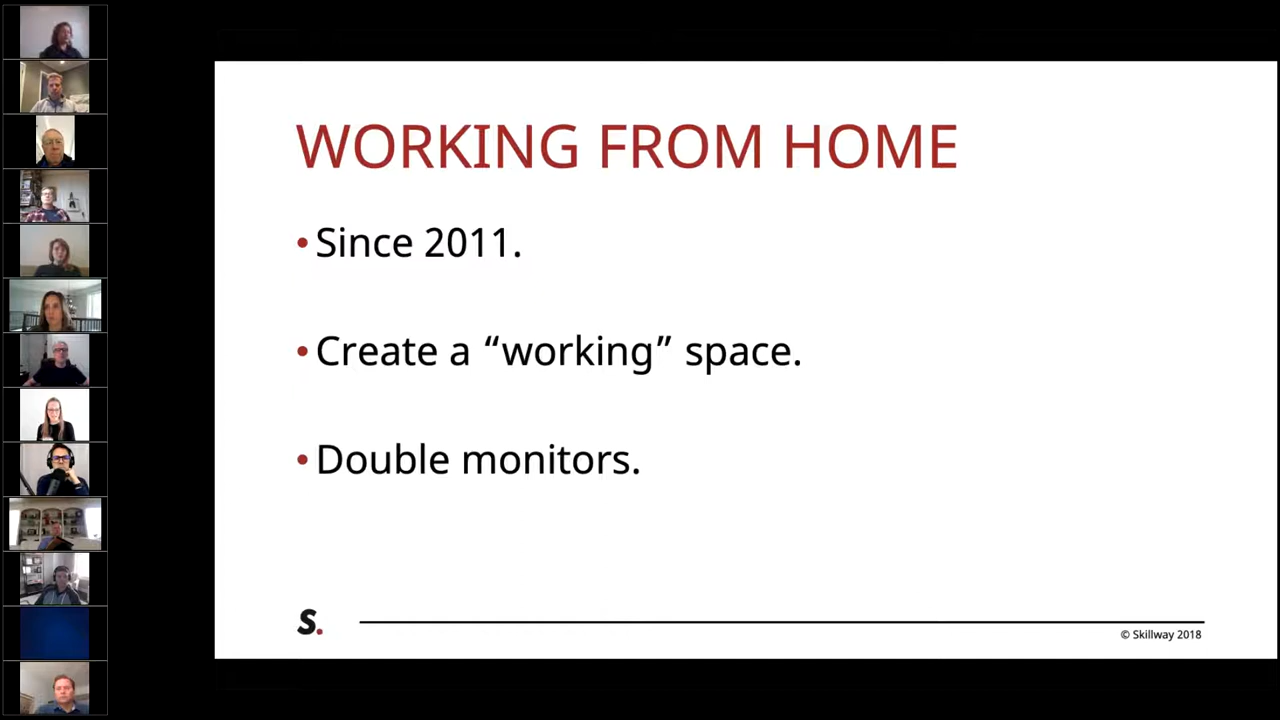 WORKING FROM HOME
•Since 2011.
•Create a “working” space.
•Double monitors.
S.
© Skillway 2018